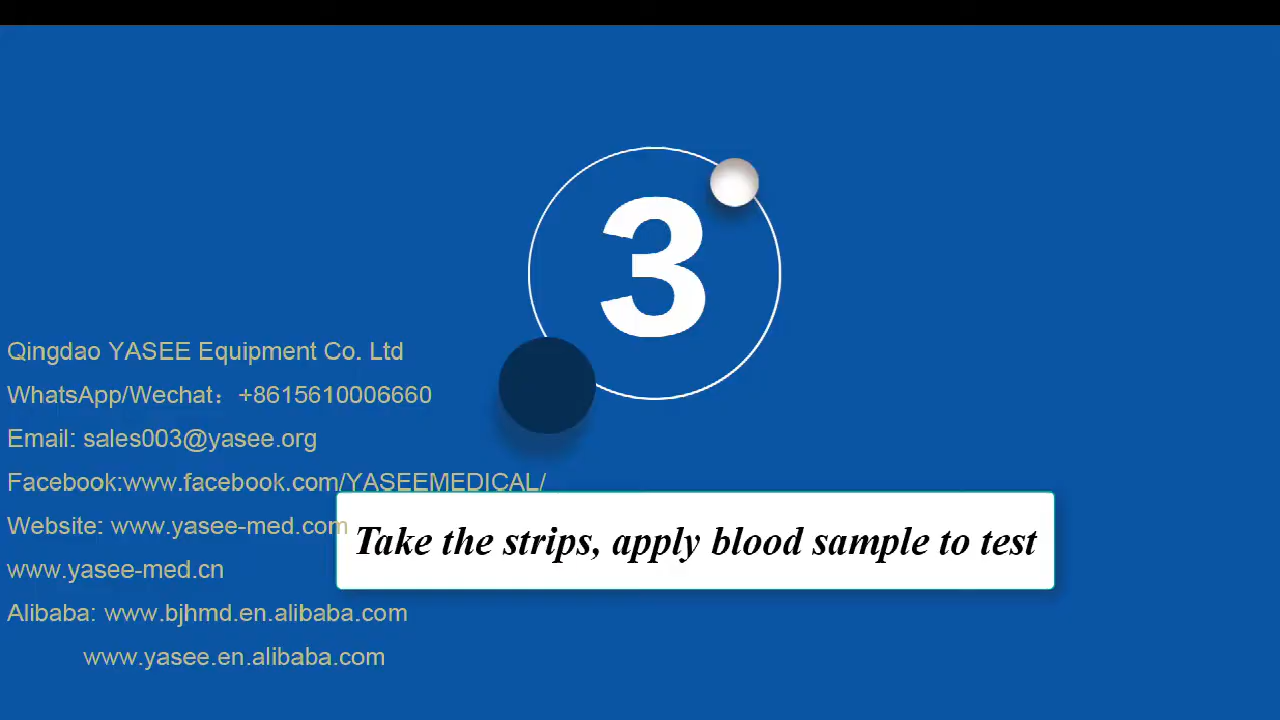 3
Qingdao YASEE Equipment Co. Ltd
WhatsApp/Wechat：+8615610006660
Email: sales003@yasee.org
Facebook:www.facebook.com/YASEEMEDICAL/
Website: www.yasee-med.com
Take the strips, apply blood sample to test
www.yasee-med.cn
Alibaba: www.bjhmd.en.alibaba.com
www.yasee.en.alibaba.com